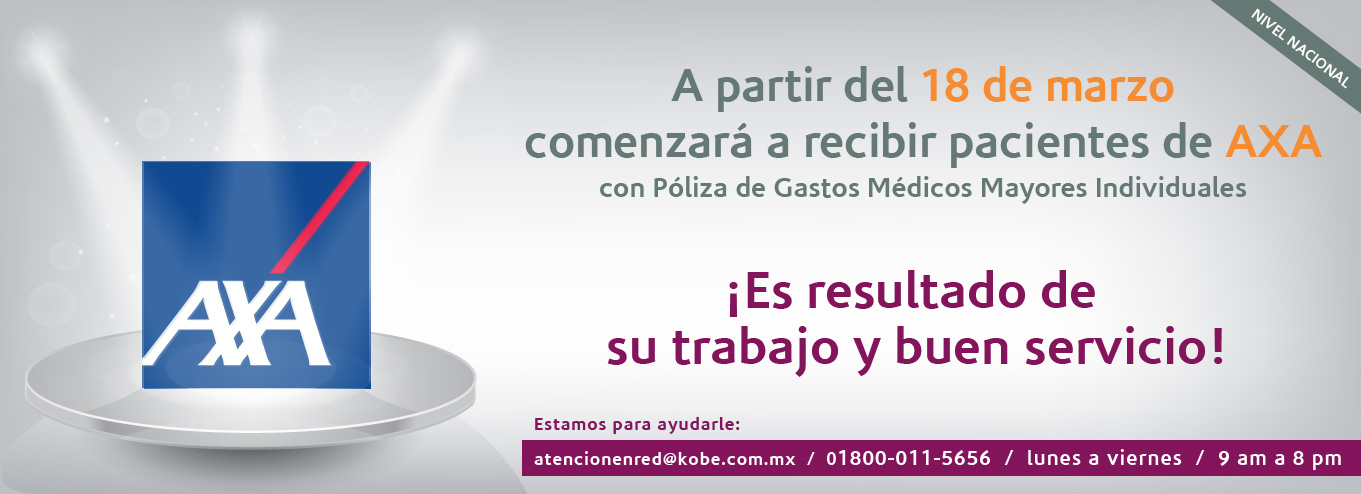 NIVEL NACIONAL
A partir del 18 de marzo
comenzará a recibir pacientes de AXA
con Póliza de Gastos Médicos Mayores Individuales
AXA
¡Es resultado de
su trabajo y buen servicio!
Estamos para ayudarle:
atencionenred@kobe.com.mx / 01800-011-5656 / lunes a viernes / 9 am a 8 pm